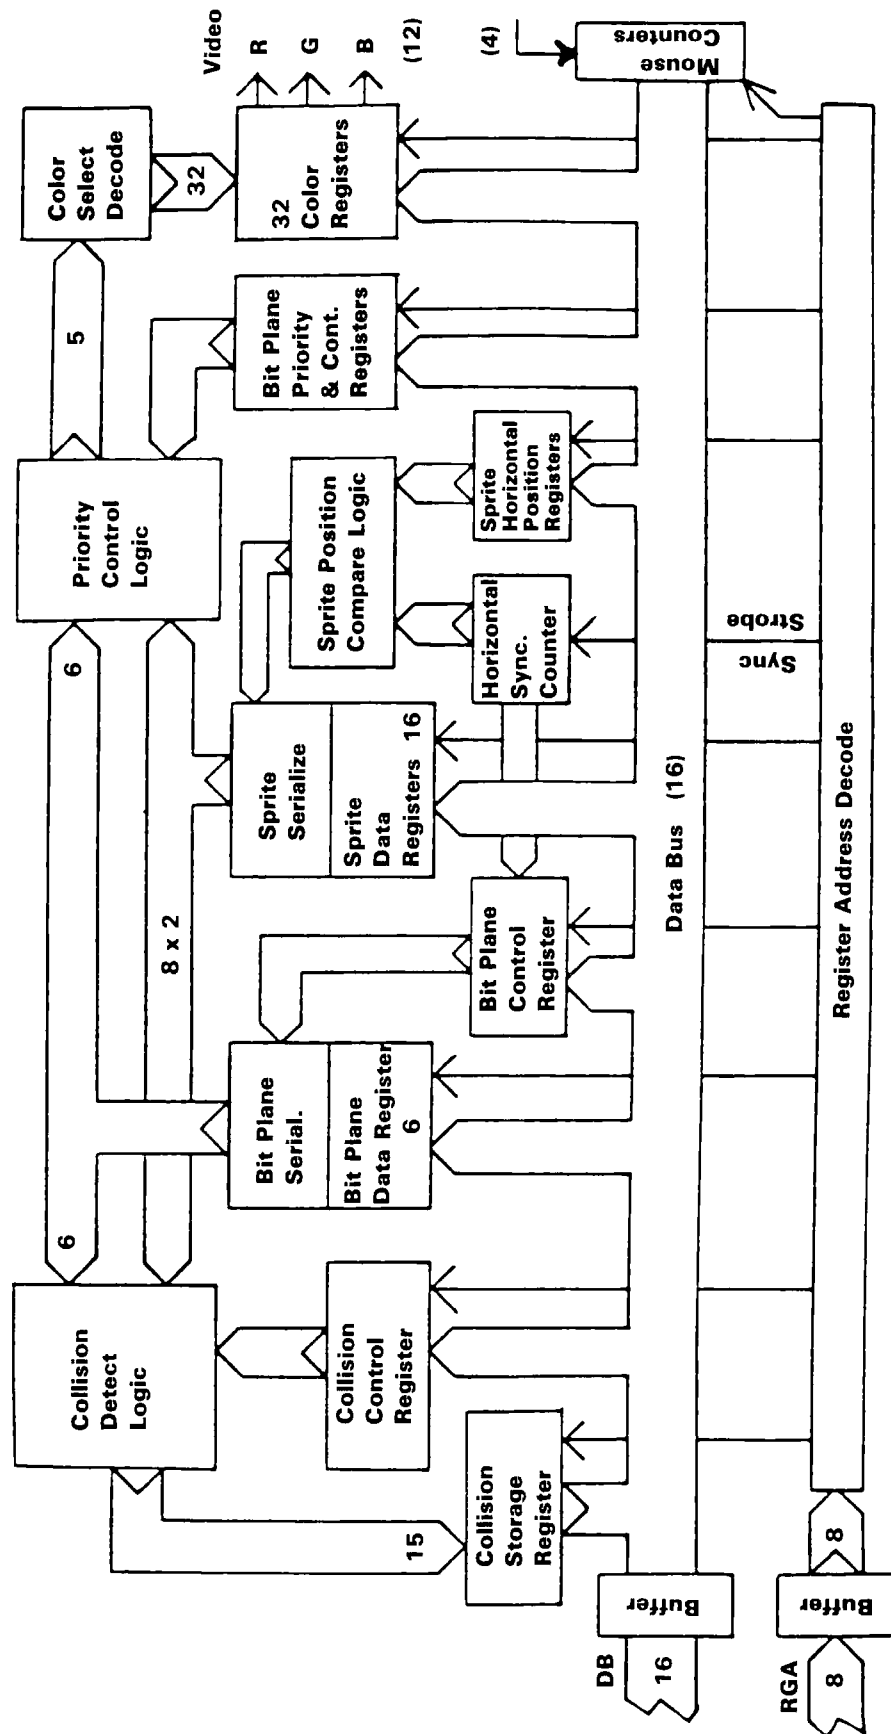 Video
R
G
B
(12)
(4)
Mouse
Counters
Color
Select
Decode
32
32
Color
Registers
5
Bit Plane
Priority
& Cont.
Registers
Priority
Control
Logic
Sprite Position
Compare Logic
Sprite
Horizontal
Position
Registers
Horizontal
Sync.
Counter
6
8 x 2
Sprite
Serialize
Sprite
Data
Registers 16
Bit Plane
Control
Register
Bit Plane
Serial.
Bit Plane
Data Register
6
6
Collision
Detect
Logic
Collision
Control
Register
15
Collision
Storage
Register
Data Bus (16)
Strobe
Sync
Register Address Decode
DB
16
Buffer
RGA
8
Buffer
8